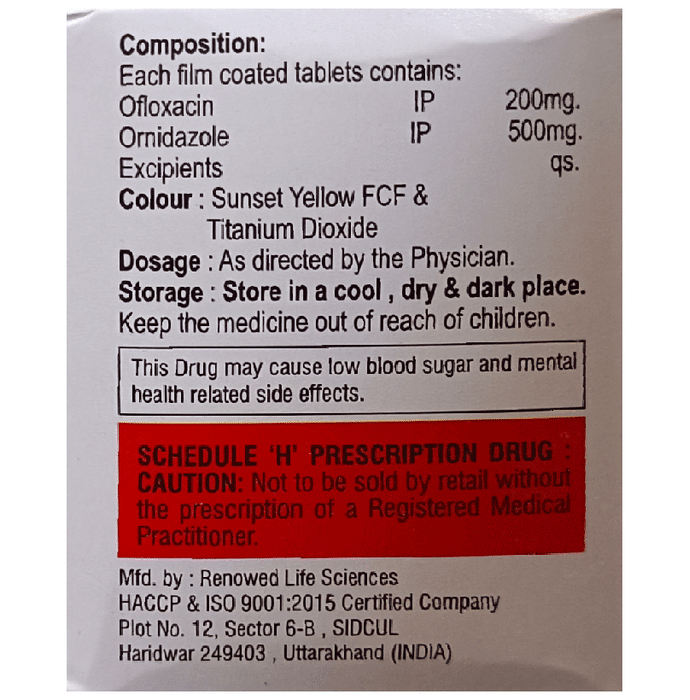 Composition:
Each film coated tablets contains:
Ofloxacin IP 200mg.
Ornidazole IP 500mg.
Excipients qs.
Colour : Sunset Yellow FCF &
Titanium Dioxide
Dosage : As directed by the Physician.
Storage : Store in a cool , dry & dark place.
Keep the medicine out of reach of children.
This Drug may cause low blood sugar and mental
health related side effects.
SCHEDULE 'H' PRESCRIPTION DRUG :
CAUTION: Not to be sold by retail without
the prescription of a Registered Medical
Practitioner.
Mfd. by : Renowed Life Sciences
HACCP & ISO 9001:2015 Certified Company
Plot No. 12, Sector 6-B , SIDCUL
Haridwar 249403 , Uttarakhand (INDIA)